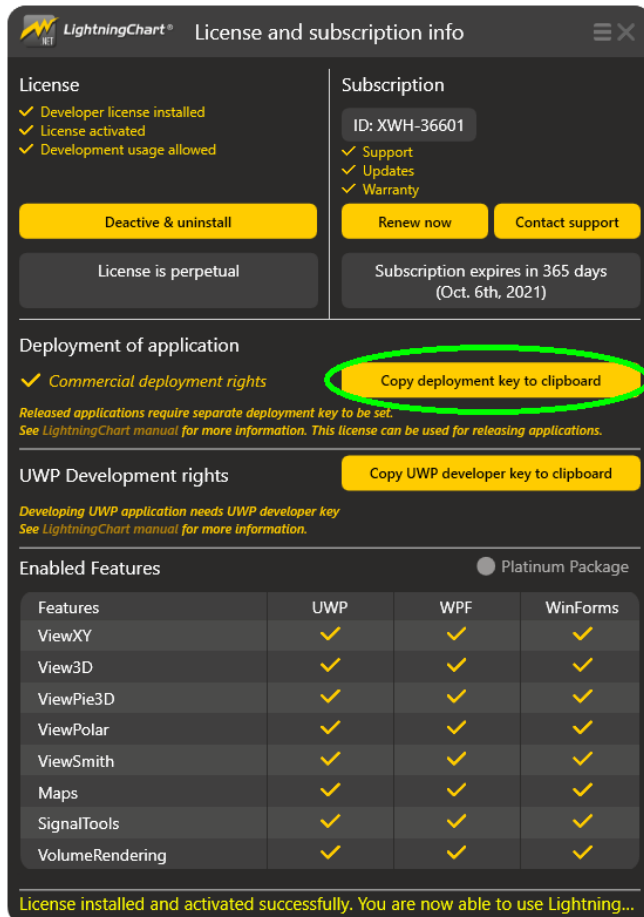 LightningChart® License and subscription info
.NET
License
Developer license installed
License activated
Development usage allowed
Deactive & uninstall
License is perpetual
Subscription
ID: XWH-36601
Support
Updates
Warranty
Renew now Contact support
Subscription expires in 365 days
(Oct. 6th, 2021)
Deployment of application
Commercial deployment rights Copy deployment key to clipboard
Released applications require separate deployment key to be set.
See LightningChart manual for more information. This license can be used for releasing applications.
UWP Development rights Copy UWP developer key to clipboard
Developing UWP application needs UWP developer key
See LightningChart manual for more information.
Enabled Features Platinum Package
Features UWP WPF WinForms
ViewXY
View3D
ViewPie3D
ViewPolar
ViewSmith
Maps
SignalTools
VolumeRendering
License installed and activated successfully. You are now able to use Lightning...